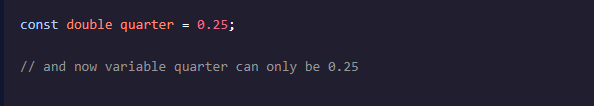 const double quarter = 0.25;
// and now variable quarter can only be 0.25